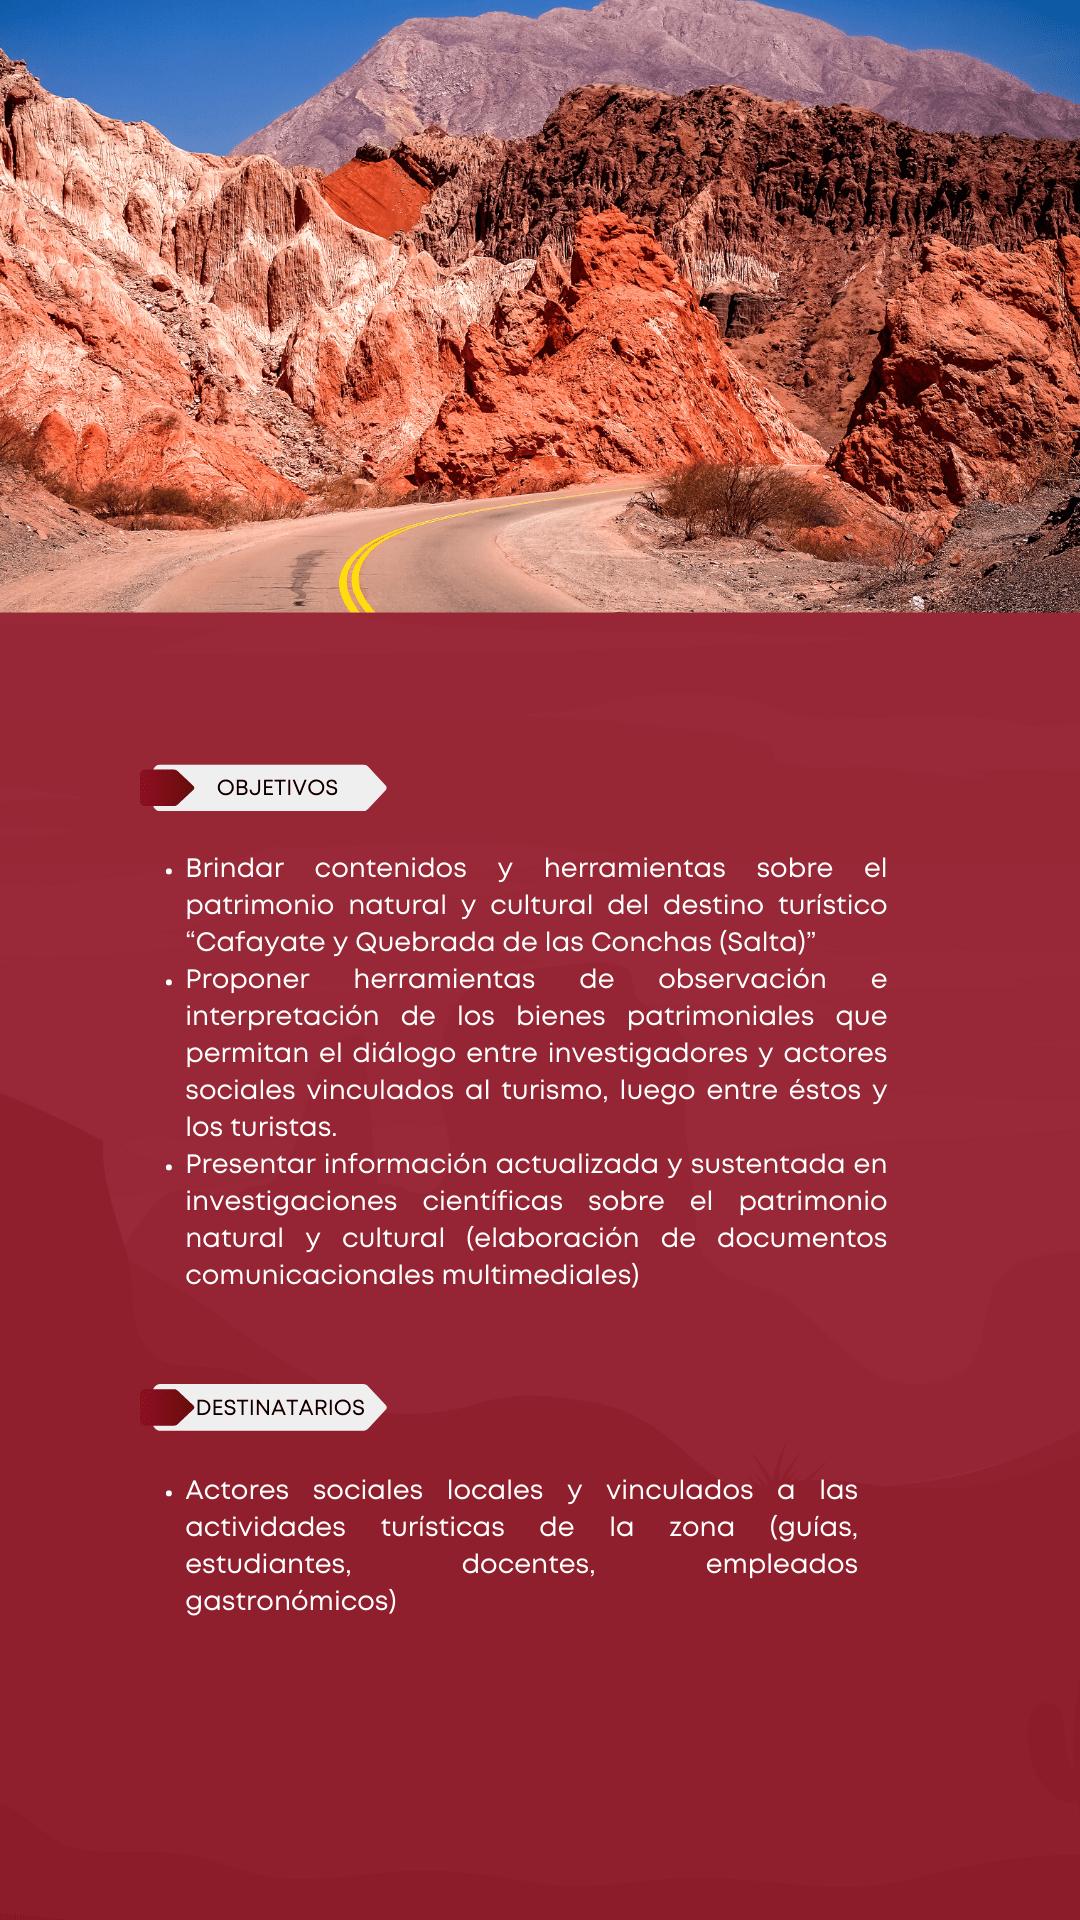 OBJETIVOS
• Brindar contenidos y herramientas sobre el
patrimonio natural y cultural del destino turístico
“Cafayate y Quebrada de las Conchas (Salta)”
• Proponer herramientas de observación e
interpretación de los bienes patrimoniales que
permitan el diálogo entre investigadores y actores
sociales vinculados al turismo, luego entre éstos y
los turistas.
• Presentar información actualizada y sustentada en
investigaciones científicas sobre el patrimonio
natural y cultural (elaboración de documentos
comunicacionales multimediales)
DESTINATARIOS
• Actores sociales locales y vinculados a las
actividades turísticas de la zona (guías,
estudiantes, docentes, empleados
gastronómicos)